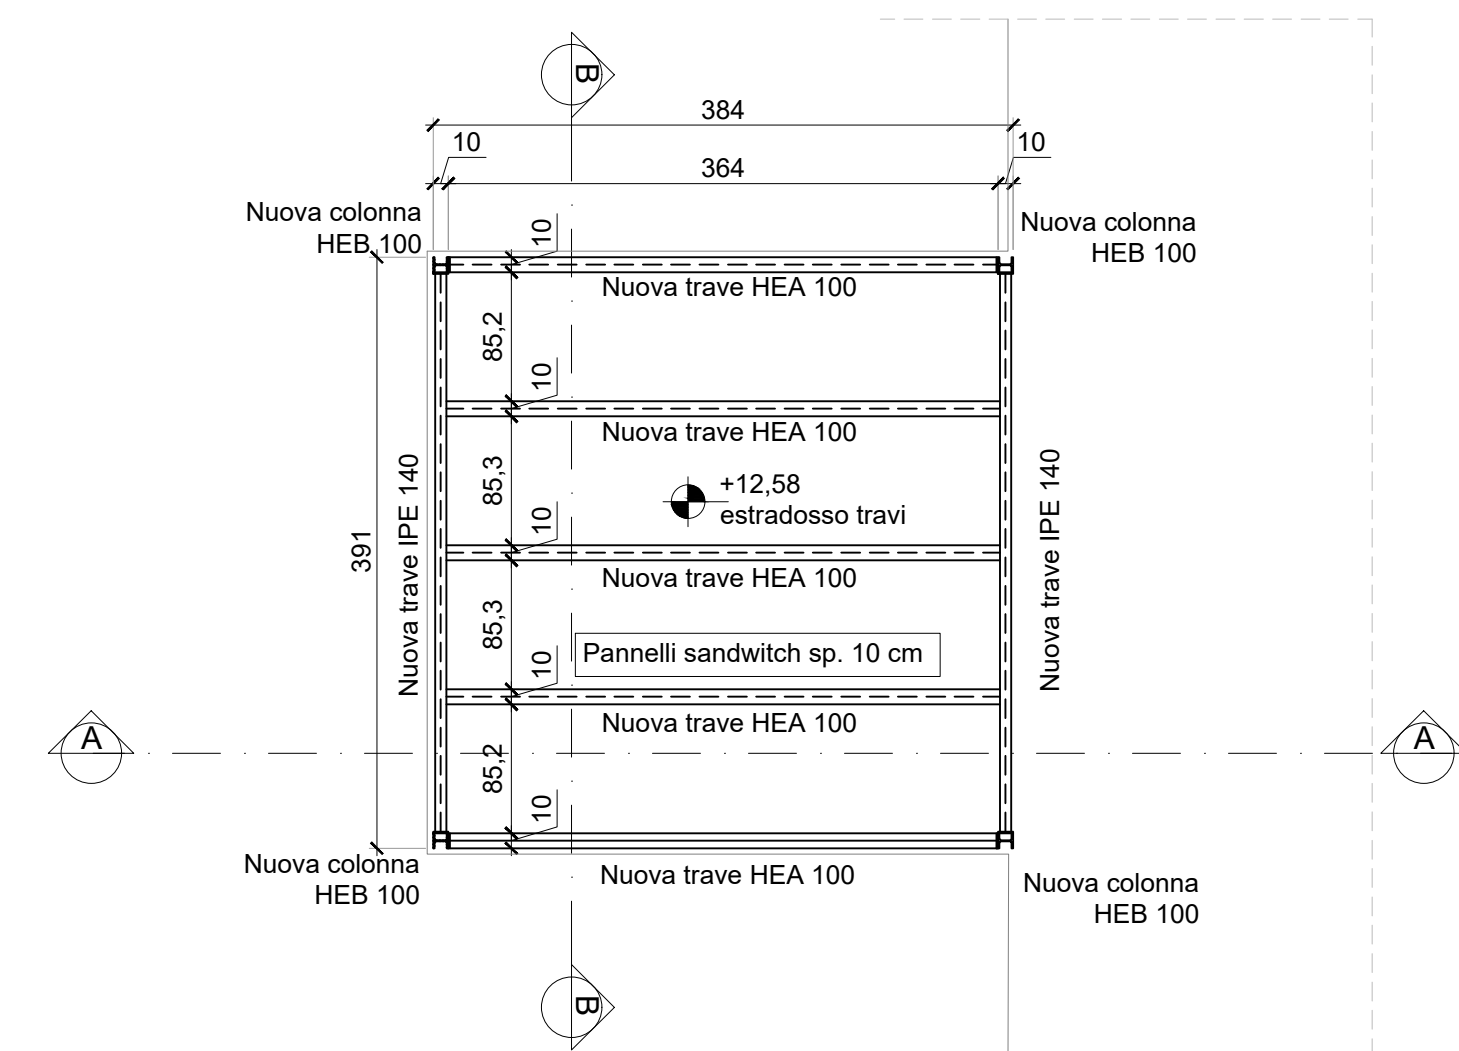 B
384
10
10
364
Nuova colonna
HEB 100
Nuova colonna
HEB 100
10
Nuova trave HEA 100
85,2
10
Nuova trave HEA 100
85,3
+12,58
estradosso travi
Nuova trave IPE 140
Nuova trave IPE 140
391
10
Nuova trave HEA 100
85,3
Pannelli sandwitch sp. 10 cm
10
Nuova trave HEA 100
A
A
85,2
10
Nuova colonna
HEB 100
Nuova trave HEA 100
Nuova colonna
HEB 100
B